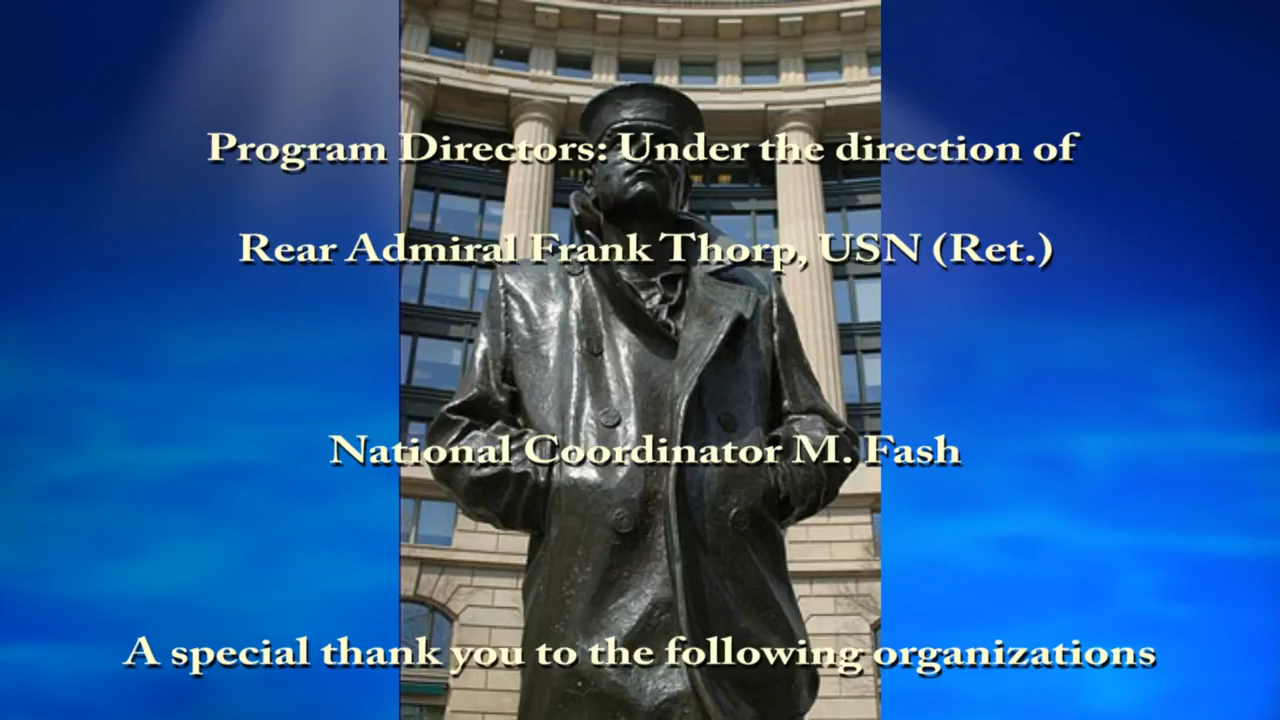 Program Directors: Under the direction of
Rear Admiral Frank Thorp, USN (Ret.)
National Coordinator M. Fash
A special thank you to the following organizations